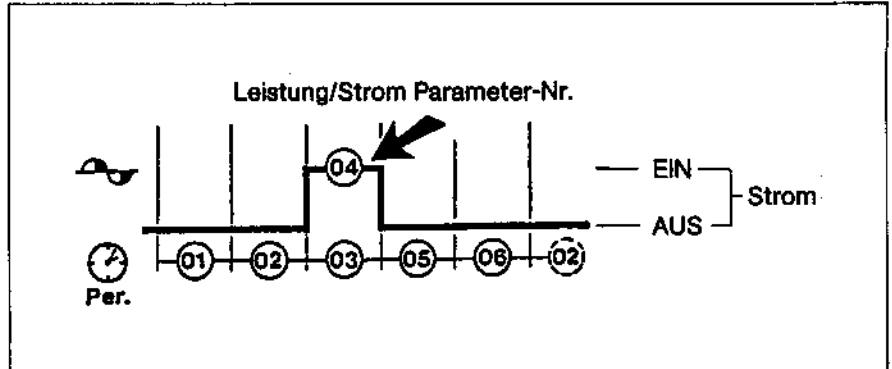 Leistung/Strom Parameter-Nr.
04
EIN
Strom
AUS
01 02 03 05 06 02
Per.